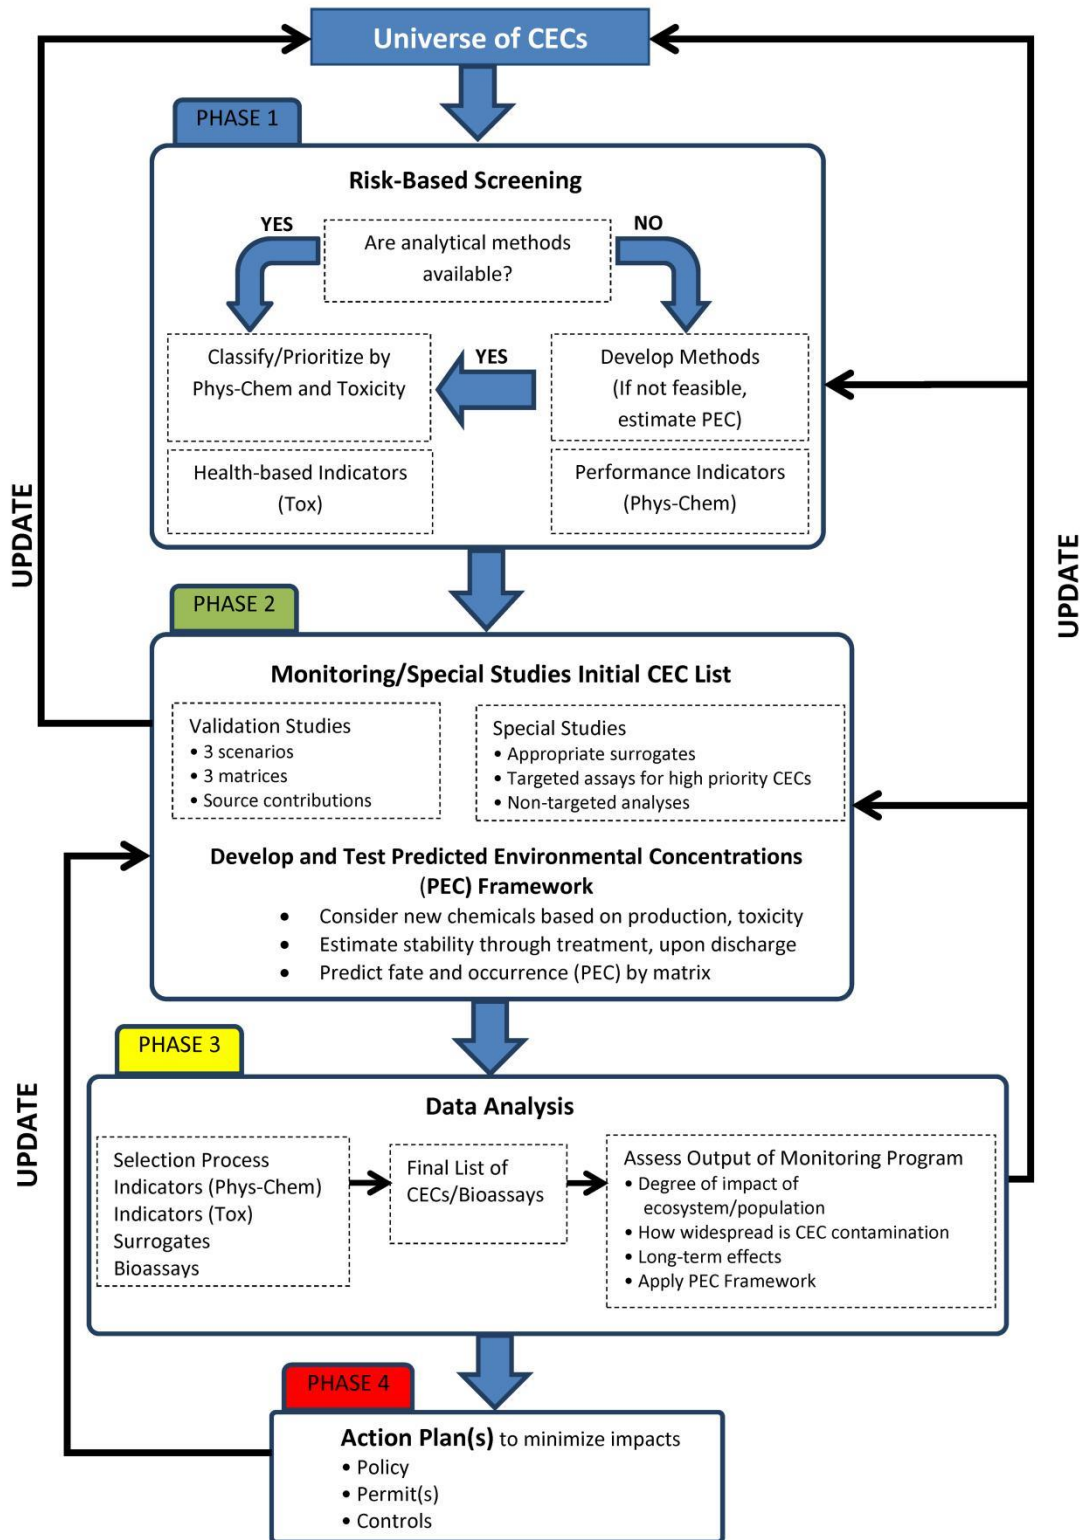 Universe of CECs
PHASE 1
Risk-Based Screening
YES
NO
Are analytical methods
available?
Classify/Prioritize by
Phys-Chem and Toxicity
YES
Develop Methods
(If not feasible,
estimate PEC)
Health-based Indicators
(Tox)
Performance Indicators
(Phys-Chem)
UPDATE
UPDATE
PHASE 2
Monitoring/Special Studies Initial CEC List
Validation Studies
• 3 scenarios
• 3 matrices
• Source contributions
Special Studies
• Appropriate surrogates
• Targeted assays for high priority CECs
• Non-targeted analyses
Develop and Test Predicted Environmental Concentrations
(PEC) Framework
• Consider new chemicals based on production, toxicity
• Estimate stability through treatment, upon discharge
• Predict fate and occurrence (PEC) by matrix
UPDATE
PHASE 3
Data Analysis
Selection Process
Indicators (Phys-Chem)
Indicators (Tox)
Surrogates
Bioassays
Final List of
CECs/Bioassays
Assess Output of Monitoring Program
• Degree of impact of
ecosystem/population
• How widespread is CEC contamination
• Long-term effects
• Apply PEC Framework
PHASE 4
Action Plan(s) to minimize impacts
• Policy
• Permit(s)
• Controls